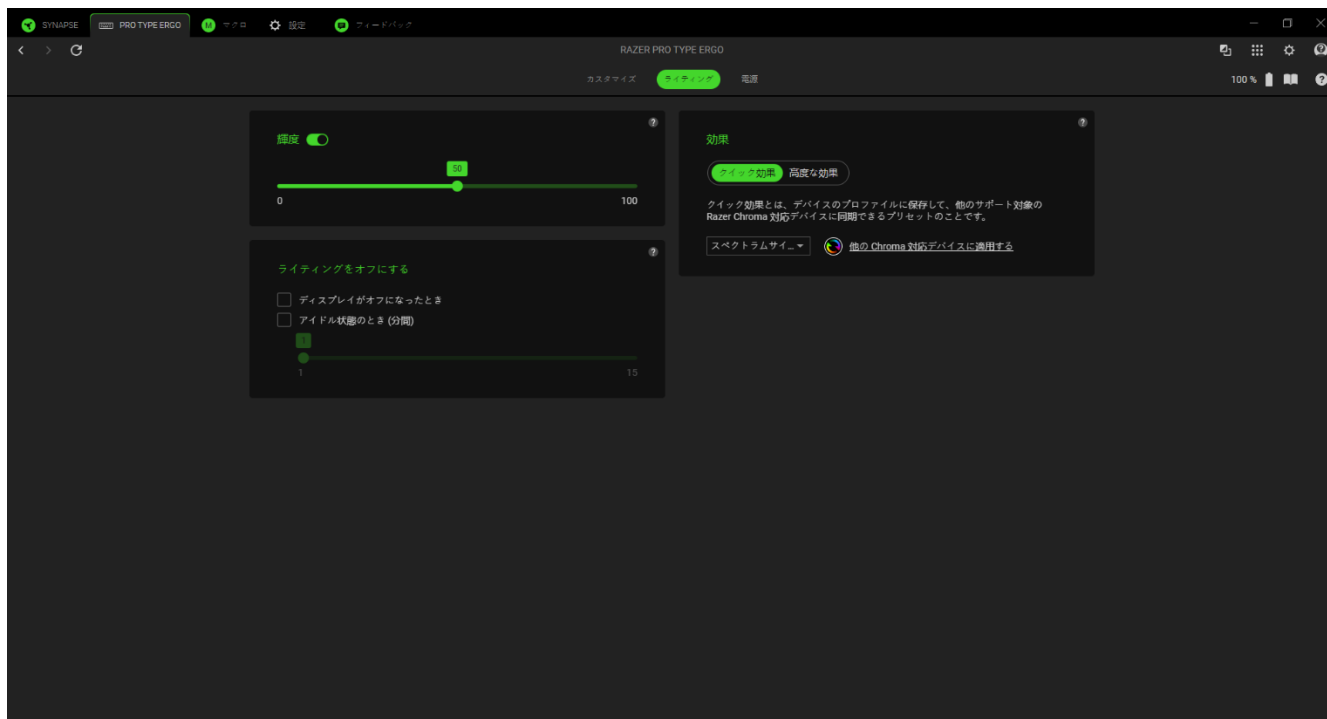 SYNAPSE
PRO TYPE ERGO
マクロ
設定
フィードバック
RAZER PRO TYPE ERGO
カスタマイズ
ライティング
電源
100 %
輝度
50
0
100
ライティングをオフにする
ディスプレイがオフになったとき
アイドル状態のとき (分間)
1
15
効果
クイック効果
高度な効果
クイック効果とは、デバイスのプロファイルに保存して、他のサポート対象の
Razer Chroma 対応デバイスに同期できるプリセットのことです。
スペクトラムサイ...
他の Chroma 対応デバイスに適用する